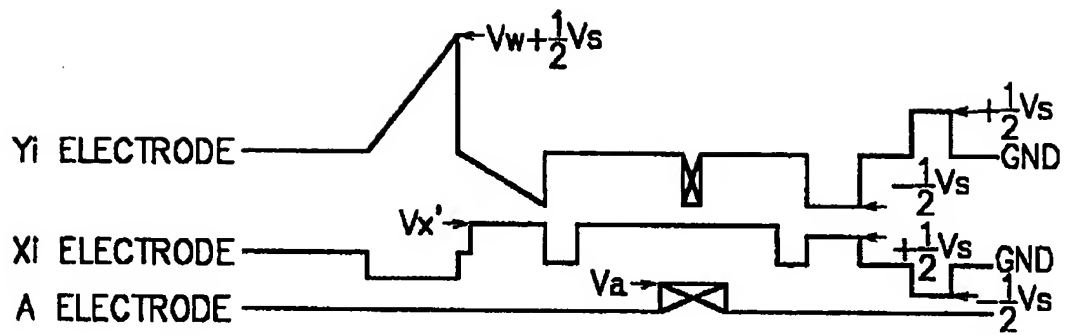 Vw+1/2Vs
+1/2Vs
Yi ELECTRODE
GND
-1/2Vs
Vx'
Xi ELECTRODE
+1/2Vs
GND
Va
-1/2Vs
A ELECTRODE